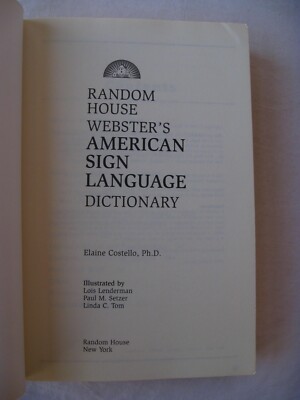 RANDOM
HOUSE
WEBSTER'S
AMERICAN
SIGN
LANGUAGE
DICTIONARY
Elaine Costello, Ph.D.
Illustrated by
Lois Lenderman
Paul M. Setzer
Linda C. Tom
Random House
New York